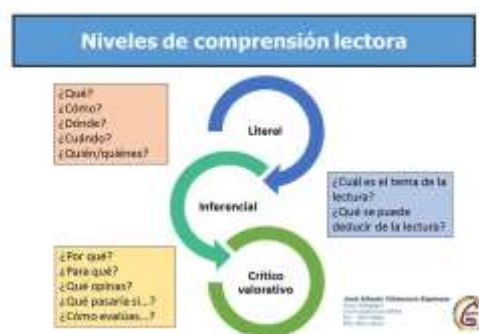 Niveles de comprensión lectora
¿Qué?
¿Cómo?
¿Dónde?
¿Cuándo?
¿Quién/quiénes?
Literal
Inferencial
¿Cuál es el tema de la
lectura?
¿Qué se puede
deducir de la lectura?
¿Por qué?
¿Para qué?
¿Qué opinas?
¿Qué pasaría si...?
¿Cómo evalúas...?
Crítico
valorativo